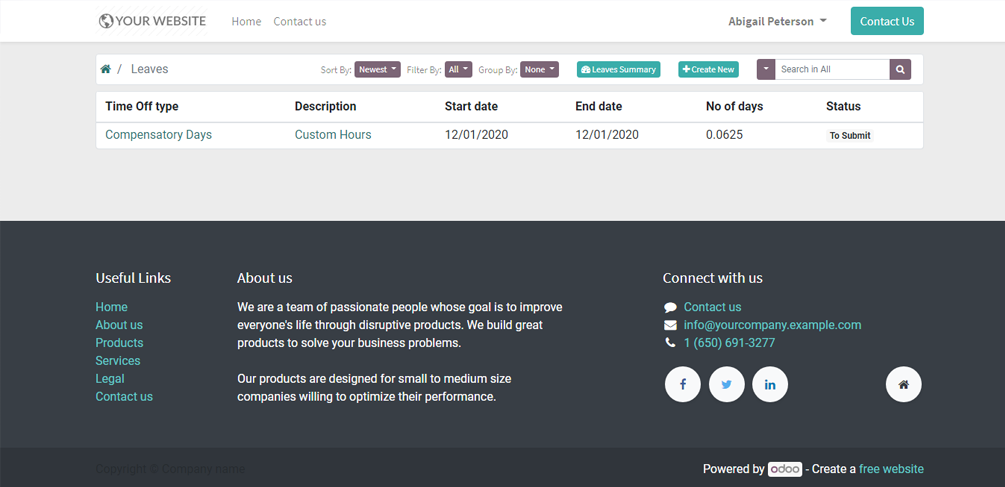 YOUR WEBSITE Home Contact us Abigail Peterson Contact Us
/ Leaves Sort By: Newest Filter By: All Group By: None Leaves Summary Create New Search in All
Time Off type Description Start date End date No of days Status
Compensatory Days Custom Hours 12/01/2020 12/01/2020 0.0625 To Submit
Useful Links
Home
About us
Products
Services
Legal
Contact us
About us
We are a team of passionate people whose goal is to improve
everyone's life through disruptive products. We build great
products to solve your business problems.
Our products are designed for small to medium size
companies willing to optimize their performance.
Connect with us
Contact us
info@yourcompany.example.com
1 (650) 691-3277
Copyright © Company name
Powered by odoo - Create a free website